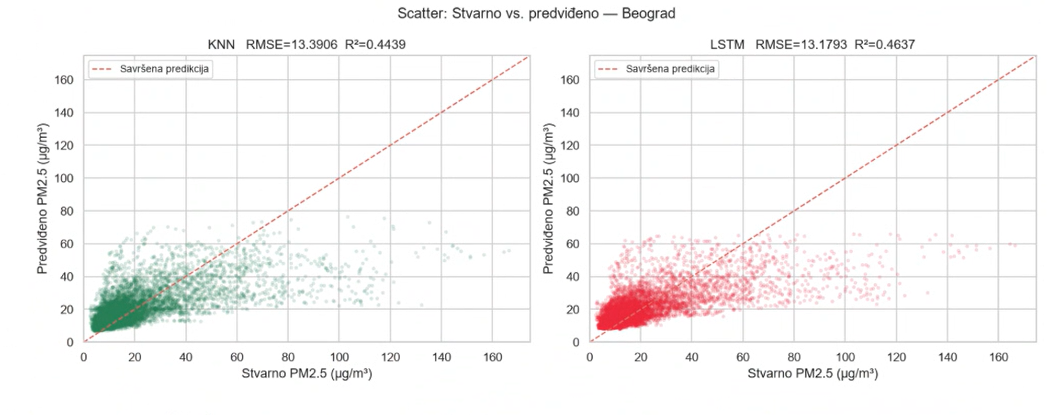 Scatter: Stvarno vs. predviđeno — Beograd
KNN   RMSE=13.3906  R²=0.4439
Savršena predikcija
Predviđeno PM2.5 (µg/m³)
160
140
120
100
80
60
40
20
0
0 20 40 60 80 100 120 140 160
Stvarno PM2.5 (µg/m³)
LSTM   RMSE=13.1793  R²=0.4637
Savršena predikcija
Predviđeno PM2.5 (µg/m³)
160
140
120
100
80
60
40
20
0
0 20 40 60 80 100 120 140 160
Stvarno PM2.5 (µg/m³)